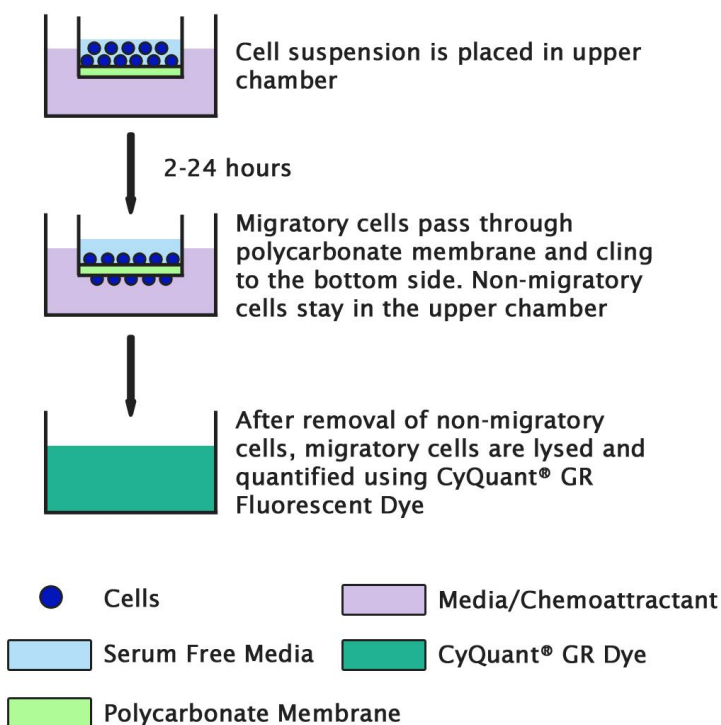 Cell suspension is placed in upper
chamber
2-24 hours
Migratory cells pass through
polycarbonate membrane and cling
to the bottom side. Non-migratory
cells stay in the upper chamber
After removal of non-migratory
cells, migratory cells are lysed and
quantified using CyQuant® GR
Fluorescent Dye
Cells
Media/Chemoattractant
Serum Free Media
CyQuant® GR Dye
Polycarbonate Membrane